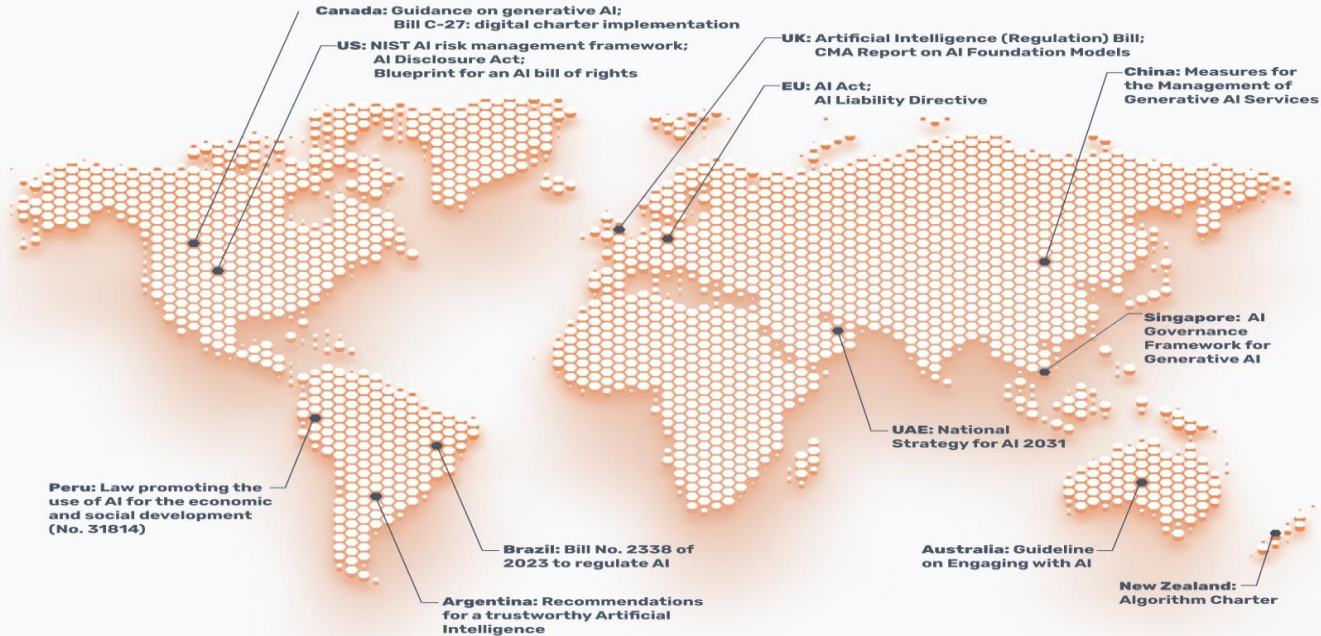 Canada: Guidance on generative AI;
Bill C-27: digital charter implementation
US: NIST AI risk management framework;
AI Disclosure Act;
Blueprint for an AI bill of rights
UK: Artificial Intelligence (Regulation) Bill;
CMA Report on AI Foundation Models
EU: AI Act;
AI Liability Directive
China: Measures for
the Management of
Generative AI Services
Singapore: AI
Governance
Framework for
Generative AI
UAE: National
Strategy for AI 2031
Peru: Law promoting the
use of AI for the economic
and social development
(No. 31814)
Brazil: Bill No. 2338 of
2023 to regulate AI
Argentina: Recommendations
for a trustworthy Artificial
Intelligence
Australia: Guideline
on Engaging with AI
New Zealand:
Algorithm Charter